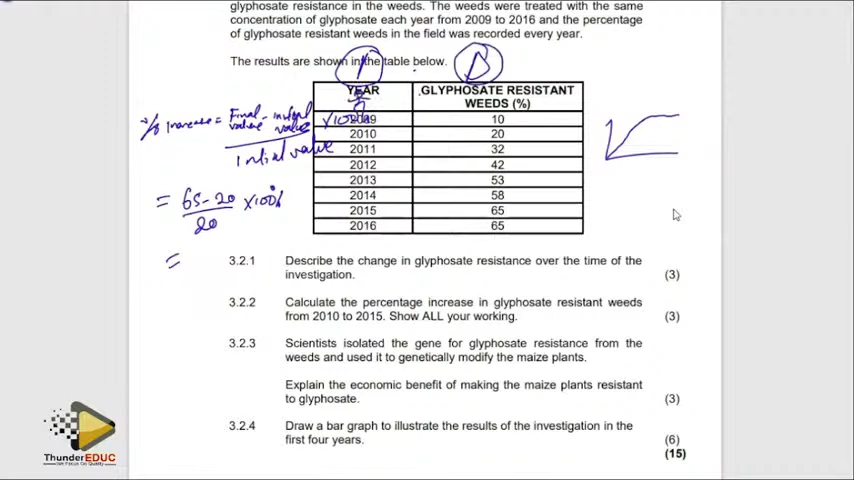 glyphosate resistance in the weeds. The weeds were treated with the same
concentration of glyphosate each year from 2009 to 2016 and the percentage
of glyphosate resistant weeds in the field was recorded every year.
The results are shown in the table below.
YEAR GLYPHOSATE RESISTANT WEEDS (%)
2009 10
2010 20
2011 32
2012 42
2013 53
2014 58
2015 65
2016 65
% Increase = Final value - initial value x100%
Initial value
= 65-20 x100%
20
=
3.2.1 Describe the change in glyphosate resistance over the time of the
investigation. (3)
3.2.2 Calculate the percentage increase in glyphosate resistant weeds
from 2010 to 2015. Show ALL your working. (3)
3.2.3 Scientists isolated the gene for glyphosate resistance from the
weeds and used it to genetically modify the maize plants.
Explain the economic benefit of making the maize plants resistant
to glyphosate. (3)
3.2.4 Draw a bar graph to illustrate the results of the investigation in the
first four years. (6)
(15)
ThunderEDUC
We Focus On Quality